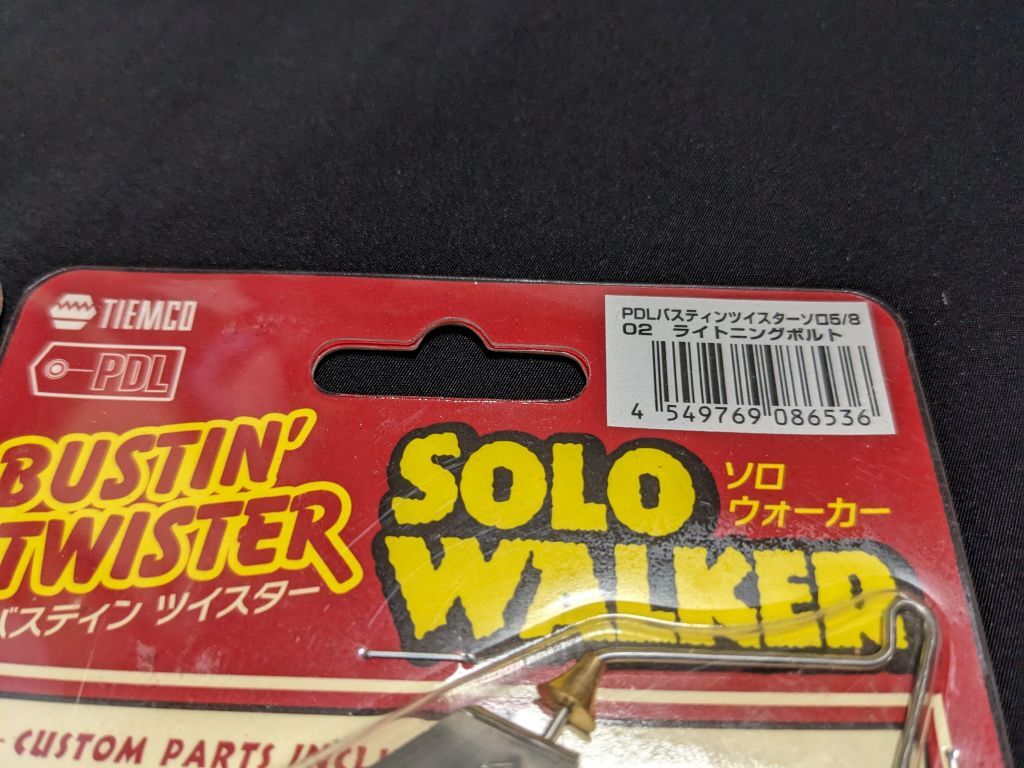 TIEMCO
PDL
BUSTIN'
TWISTER
バスティン ツイスター
SOLO
WALKER
ソロ
ウォーカー
PDLバスティンツイスターソロ5/8
02 ライトニングボルト
4 549769 086536
CUSTOM PARTS